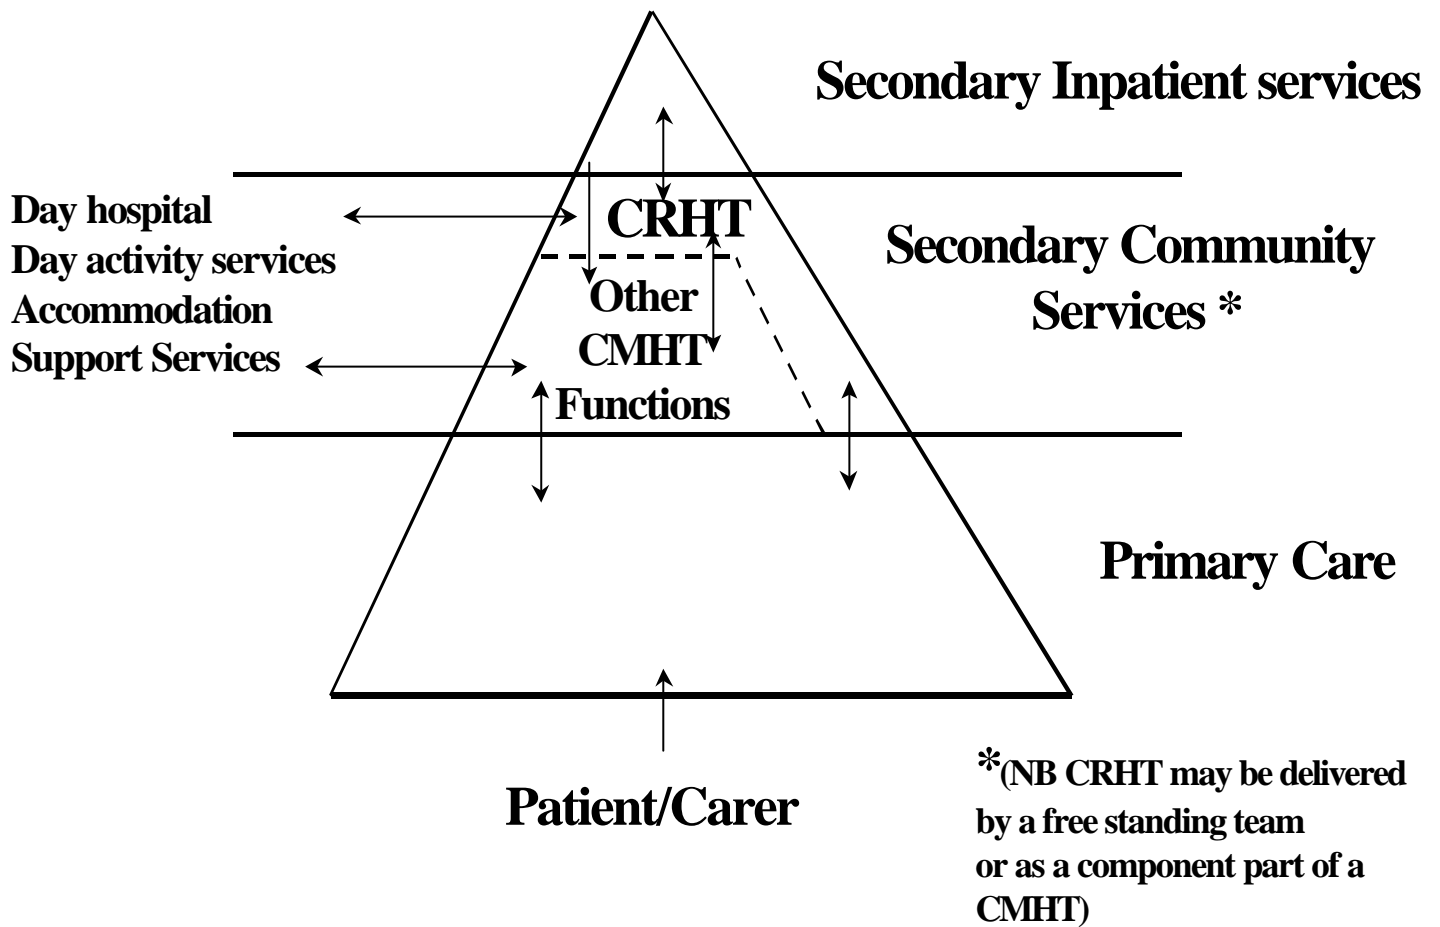 Secondary Inpatient services
Day hospital
Day activity services
Accommodation
Support Services
CRHT
Other
CMHT
Functions
Secondary Community
Services *
Primary Care
Patient/Carer
*(NB CRHT may be delivered
by a free standing team
or as a component part of a
CMHT)